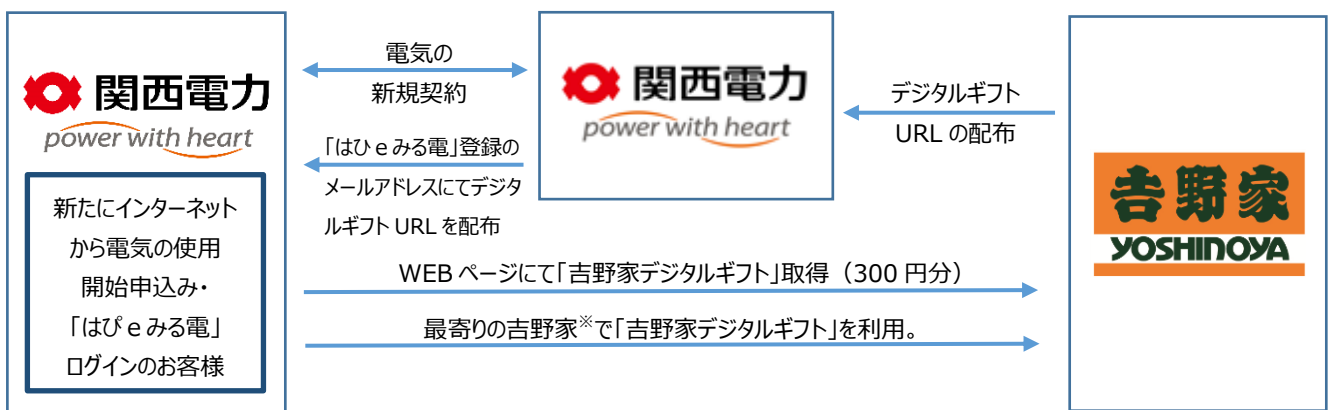 関西電力
power with heart
新たにインターネット
から電気の使用
開始申込み・
「はぴｅみる電」
ログインのお客様
電気の
新規契約
「はひｅみる電」登録の
メールアドレスにてデジタ
ルギフト URL を配布
関西電力
power with heart
デジタルギフト
URL の配布
WEB ページにて「吉野家デジタルギフト」取得（300 円分）
最寄りの吉野家※で「吉野家デジタルギフト」を利用。
吉野家
YOSHINOYA